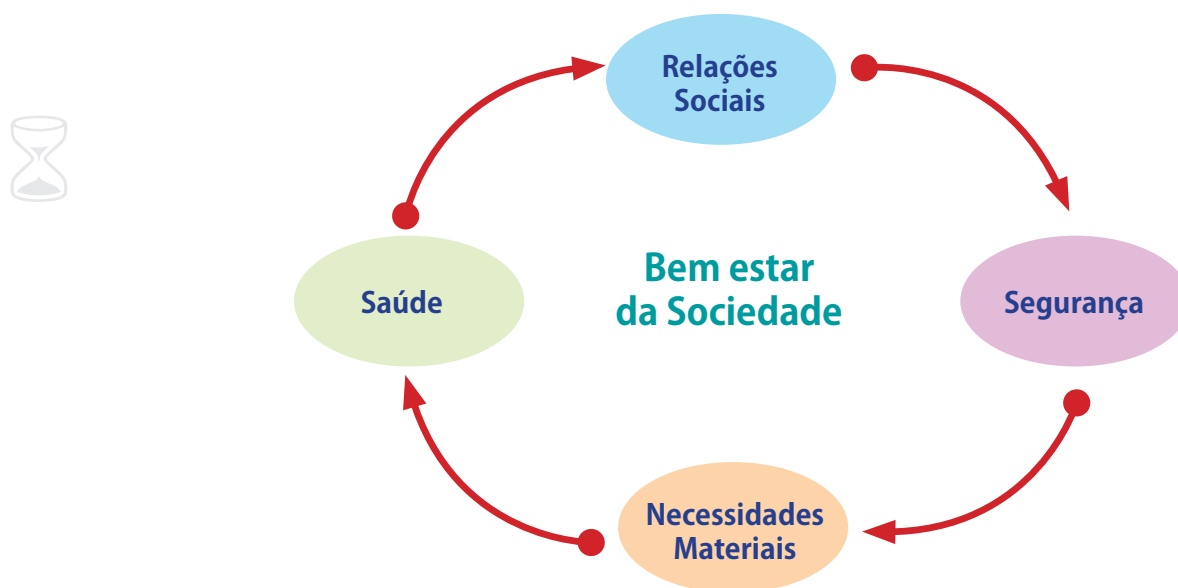 Relações
Sociais
Saúde
Bem estar
da Sociedade
Segurança
Necessidades
Materiais